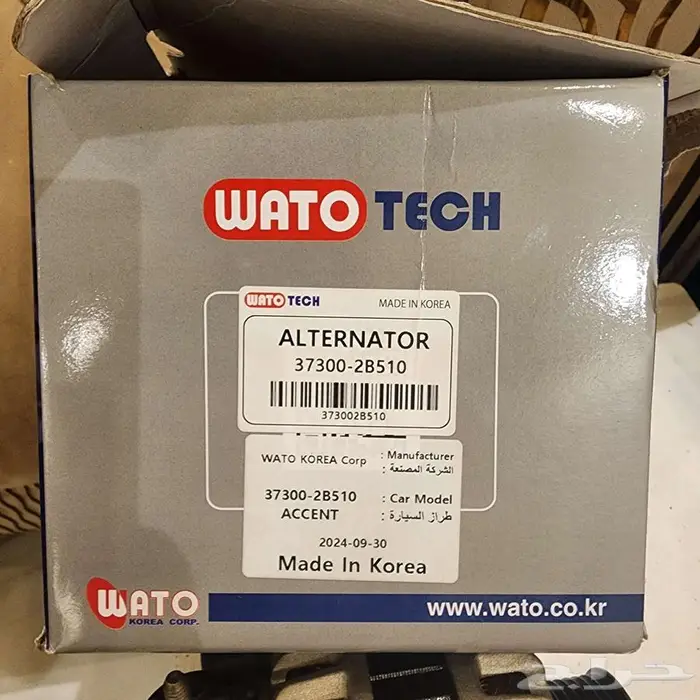 WATO TECH
WATO TECH MADE IN KOREA
ALTERNATOR
37300-2B510
373002B510
WATO KOREA Corp : Manufacturer
الشركة المصنعة :
37300-2B510 : Car Model
ACCENT طراز السيارة :
2024-09-30
Made In Korea
WATO
KOREA CORP.
www.wato.co.kr
حراج